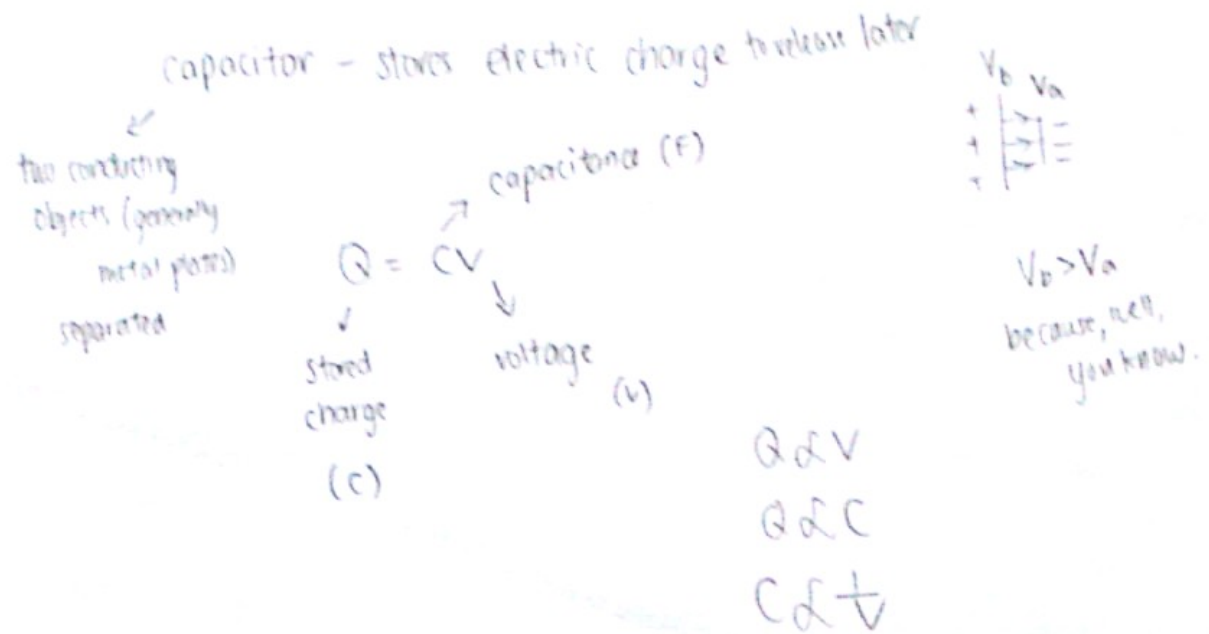 capacitor - stores electric charge to release later
two conducting
objects (generally
metal plates)
separated
capacitance (F)
Q = CV
stored
charge
(C)
voltage
(V)
Vb Va
+
+
+
Vb > Va
because, well,
you know.
Q ∝ V
Q ∝ C
C ∝ 1/V